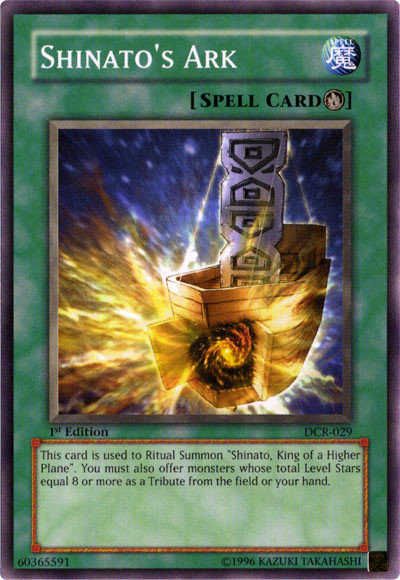 SHINATO'S ARK
SPELL
魔
[SPELL CARD]
1st Edition
DCR-029
This card is used to Ritual Summon "Shinato, King of a Higher
Plane". You must also offer monsters whose total Level Stars
equal 8 or more as a Tribute from the field or your hand.
60365591
©1996 KAZUKI TAKAHASHI